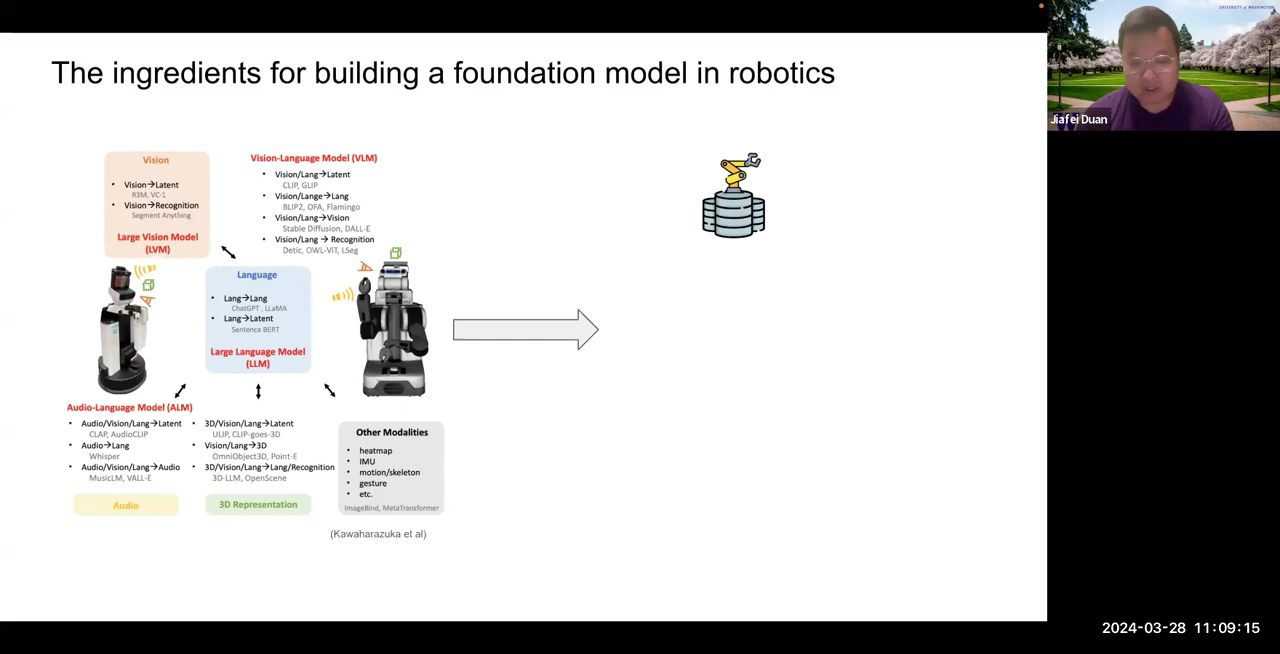 UNIVERSITY of WASHINGTON
The ingredients for building a foundation model in robotics
Jiafei Duan
Vision
• Vision→Latent
R3M, VC-1
• Vision→Recognition
Segment Anything
Large Vision Model
(LVM)
Vision-Language Model (VLM)
• Vision/Lang→Latent
CLIP, GLIP
• Vision/Lange→Lang
BLIP2, OFA, Flamingo
• Vision/Lang→Vision
Stable Diffusion, DALL-E
• Vision/Lang → Recognition
Detic, OWL-ViT, LSeg
Language
• Lang→Lang
ChatGPT , LLaMA
• Lang→Latent
Sentence BERT
Large Language Model
(LLM)
Audio-Language Model (ALM)
• Audio/Vision/Lang→Latent
CLAP, AudioCLIP
• Audio→Lang
Whisper
• Audio/Vision/Lang→Audio
MusicLM, VALL-E
Audio
• 3D/Vision/Lang→Latent
ULIP, CLIP-goes-3D
• Vision/Lang→3D
OmniObject3D, Point-E
• 3D/Vision/Lang→Lang/Recognition
3D-LLM, OpenScene
3D Representation
Other Modalities
• heatmap
• IMU
• motion/skeleton
• gesture
• etc.
ImageBind, MetaTransformer
(Kawaharazuka et al)
2024-03-28 11:09:15